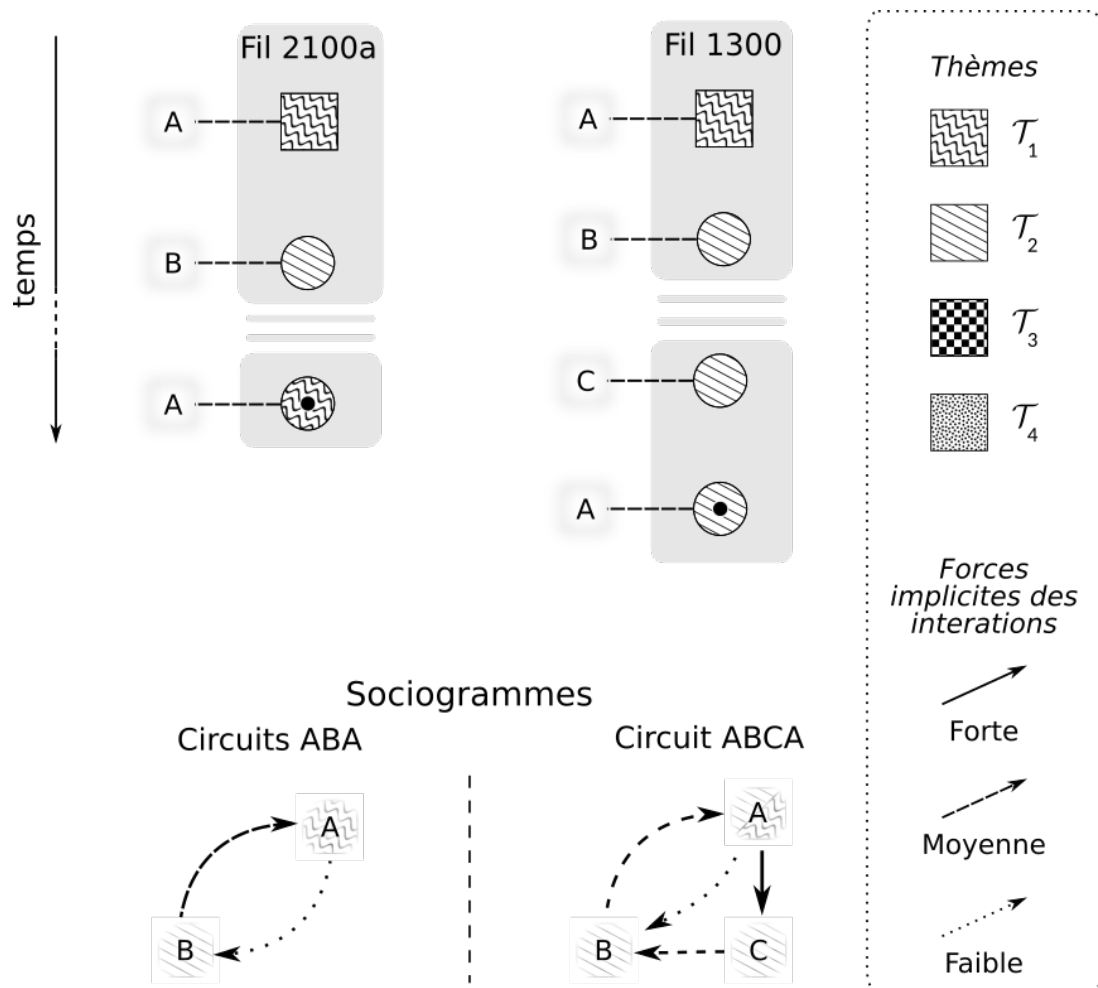 Fil 2100a
A
B
A
temps
Fil 1300
A
B
C
A
Thèmes
𝒯1
𝒯2
𝒯3
𝒯4
Forces
implicites des
interations
Forte
Moyenne
Faible
Sociogrammes
Circuits ABA
A
B
Circuit ABCA
A
B
C